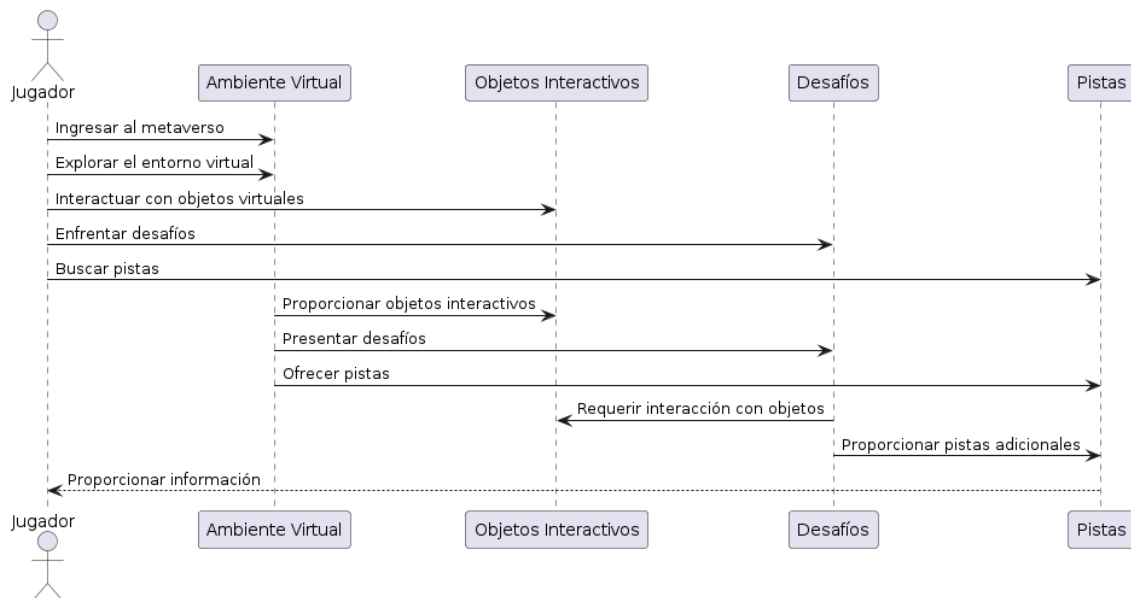 Jugador
Ambiente Virtual
Objetos Interactivos
Desafíos
Pistas
Ingresar al metaverso
Explorar el entorno virtual
Interactuar con objetos virtuales
Enfrentar desafíos
Buscar pistas
Proporcionar objetos interactivos
Presentar desafíos
Ofrecer pistas
Requerir interacción con objetos
Proporcionar pistas adicionales
Proporcionar información
Jugador
Ambiente Virtual
Objetos Interactivos
Desafíos
Pistas